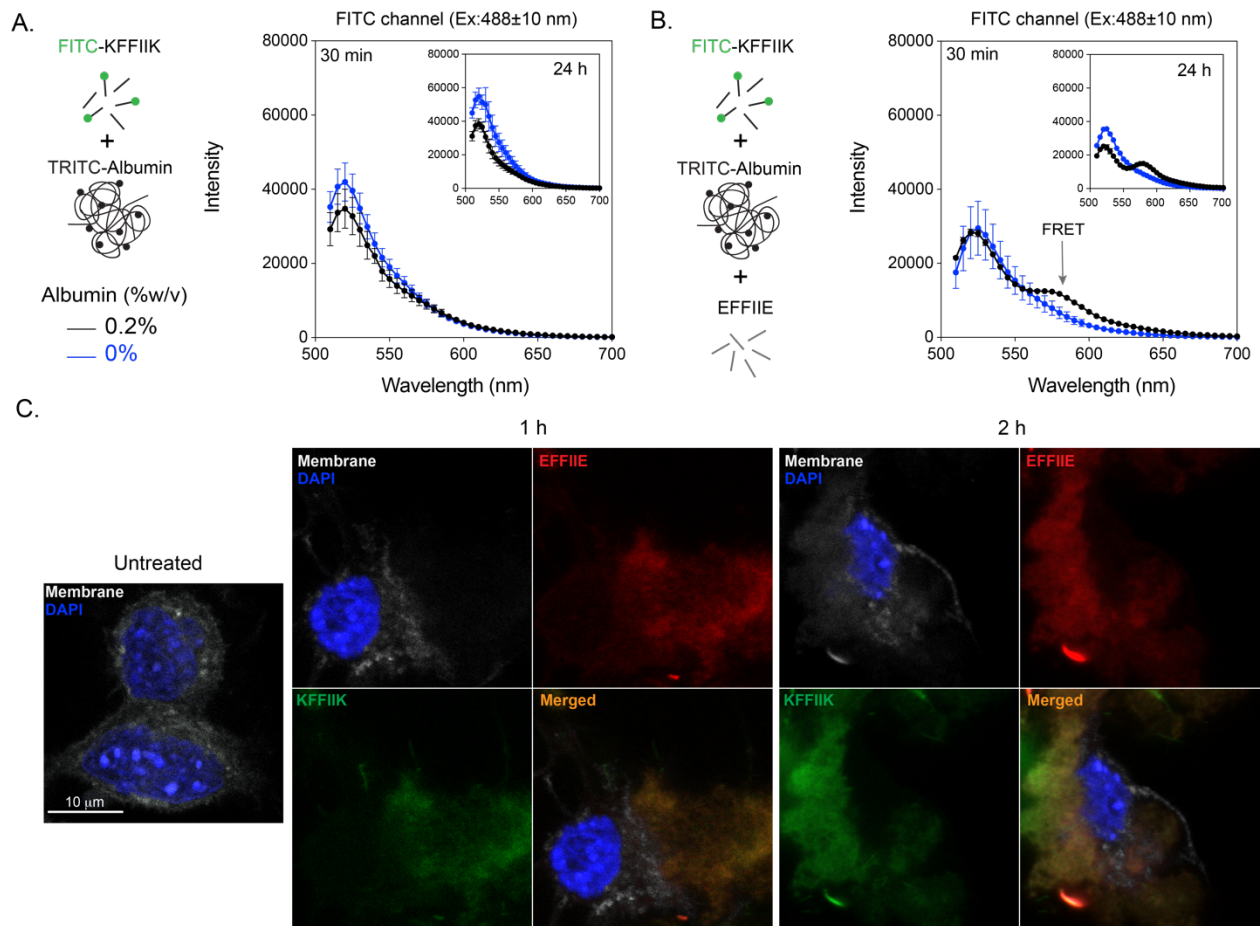 A.
FITC-KFFIIK
+
TRITC-Albumin
Albumin (%w/v)
0.2%
0%
FITC channel (Ex:488±10 nm)
30 min
24 h
Intensity
80000
60000
40000
20000
0
500
550
600
650
700
Wavelength (nm)
80000
60000
40000
20000
0
500 550 600 650 700
B.
FITC-KFFIIK
+
TRITC-Albumin
+
EFFIIE
FITC channel (Ex:488±10 nm)
30 min
24 h
FRET
Intensity
80000
60000
40000
20000
0
500
550
600
650
700
Wavelength (nm)
80000
60000
40000
20000
0
500 550 600 650 700
C.
Untreated
Membrane
DAPI
10 µm
1 h
Membrane
DAPI
EFFIIE
KFFIIK
Merged
2 h
Membrane
DAPI
EFFIIE
KFFIIK
Merged